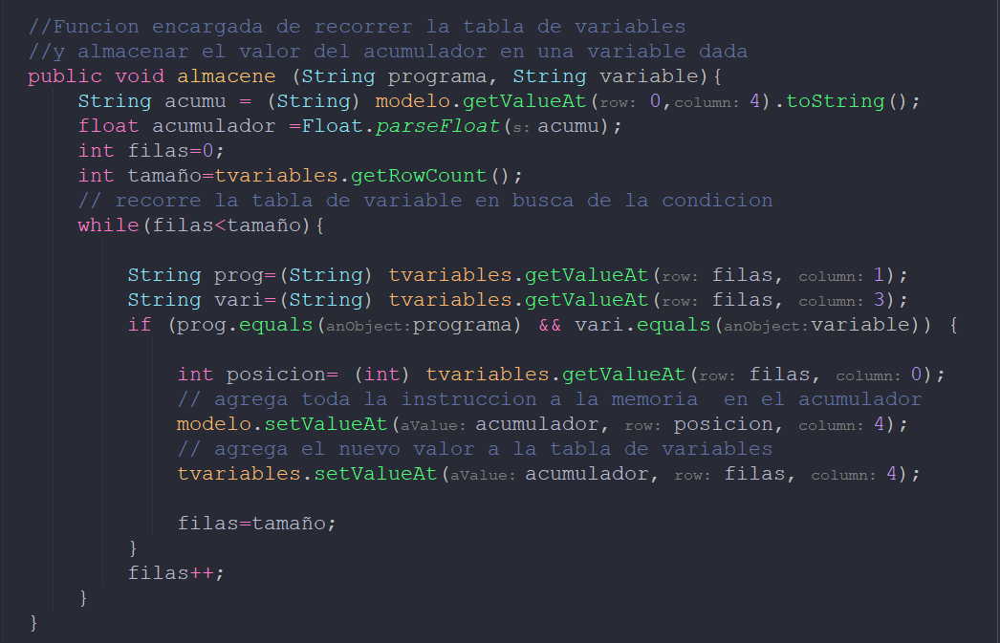 //Funcion encargada de recorrer la tabla de variables
//y almacenar el valor del acumulador en una variable dada
public void almacene (String programa, String variable){
String acumu = (String) modelo.getValueAt(row: 0,column: 4).toString();
float acumulador =Float.parseFloat(s: acumu);
int filas=0;
int tamaño=tvariables.getRowCount();
// recorre la tabla de variable en busca de la condicion
while(filas<tamaño){
String prog=(String) tvariables.getValueAt(row: filas, column: 1);
String vari=(String) tvariables.getValueAt(row: filas, column: 3);
if (prog.equals(anObject:programa) && vari.equals(anObject:variable)) {
int posicion= (int) tvariables.getValueAt(row: filas, column: 0);
// agrega toda la instruccion a la memoria  en el acumulador
modelo.setValueAt(aValue: acumulador, row: posicion, column: 4);
// agrega el nuevo valor a la tabla de variables
tvariables.setValueAt(aValue: acumulador, row: filas, column: 4);
filas=tamaño;
}
filas++;
}
}